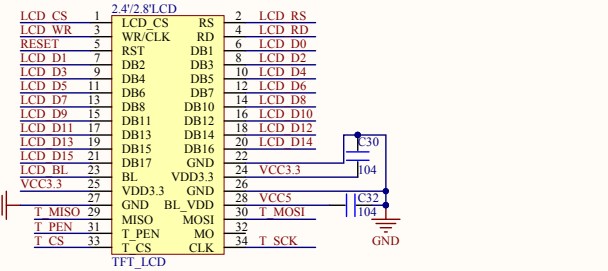 2.4'/2.8'LCD
LCD_CS 1 LCD_CS RS 2 LCD_RS
LCD_WR 3 WR/CLK RD 4 LCD_RD
RESET 5 RST DB1 6 LCD_D0
LCD_D1 7 DB2 DB3 8 LCD_D2
LCD_D3 9 DB4 DB5 10 LCD_D4
LCD_D5 11 DB6 DB7 12 LCD_D6
LCD_D7 13 DB8 DB10 14 LCD_D8
LCD_D9 15 DB11 DB12 16 LCD_D10
LCD_D11 17 DB13 DB14 18 LCD_D12
LCD_D13 19 DB15 DB16 20 LCD_D14 C30
LCD_D15 21 DB17 GND 22
LCD_BL 23 BL VDD3.3 24 VCC3.3 104
VCC3.3 25 VDD3.3 GND 26
27 GND BL_VDD 28 VCC5 C32
T_MISO 29 MISO MOSI 30 T_MOSI 104
T_PEN 31 T_PEN MO 32
T_CS 33 T_CS CLK 34 T_SCK GND
TFT_LCD